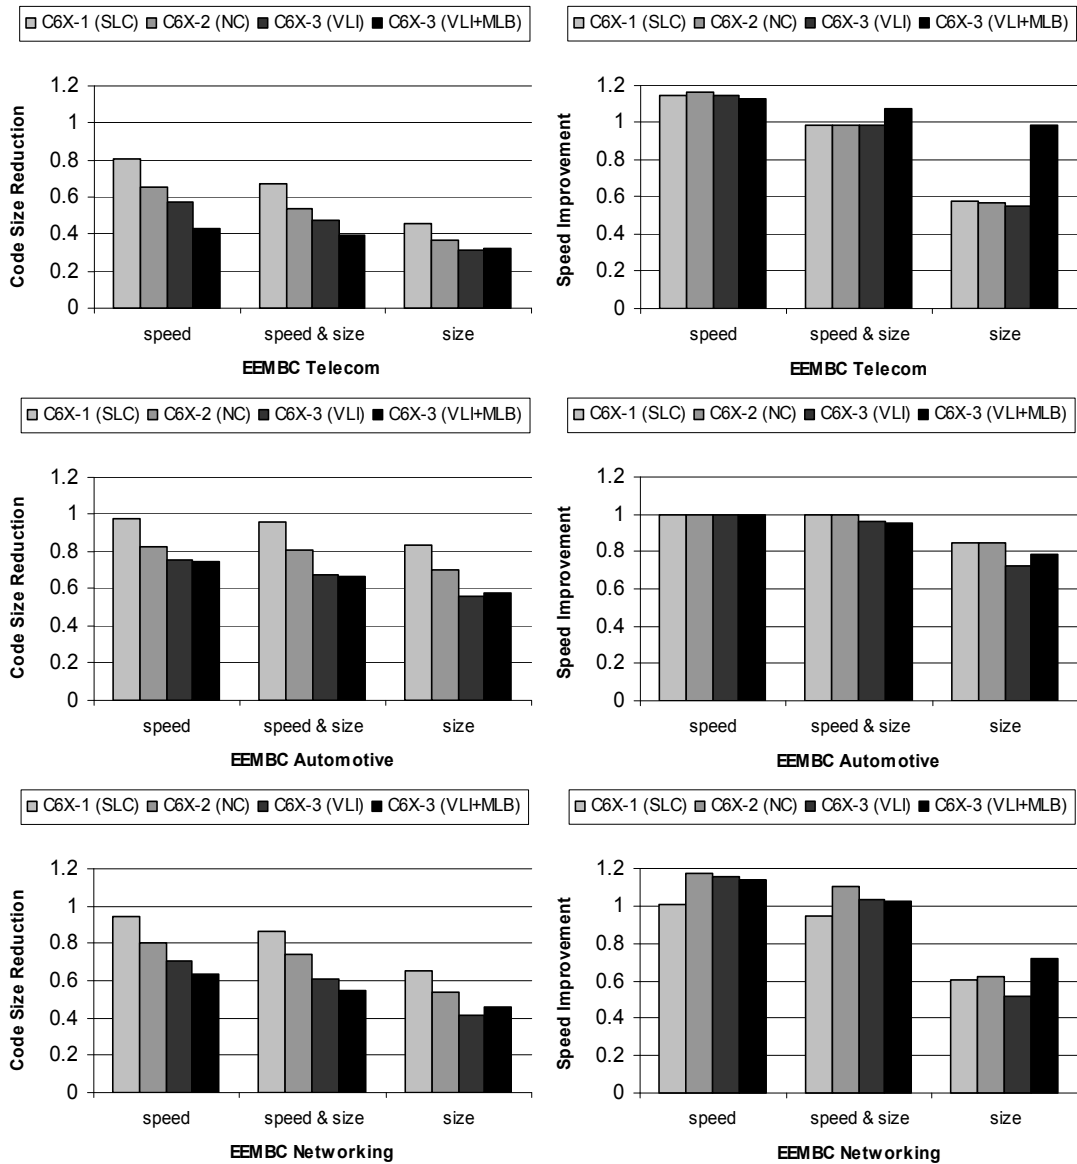 C6X-1 (SLC) C6X-2 (NC) C6X-3 (VLI) C6X-3 (VLI+MLB)
Code Size Reduction
1.2
1
0.8
0.6
0.4
0.2
0
speed speed & size size
EEMBC Telecom
C6X-1 (SLC) C6X-2 (NC) C6X-3 (VLI) C6X-3 (VLI+MLB)
Speed Improvement
1.2
1
0.8
0.6
0.4
0.2
0
speed speed & size size
EEMBC Telecom
C6X-1 (SLC) C6X-2 (NC) C6X-3 (VLI) C6X-3 (VLI+MLB)
Code Size Reduction
1.2
1
0.8
0.6
0.4
0.2
0
speed speed & size size
EEMBC Automotive
C6X-1 (SLC) C6X-2 (NC) C6X-3 (VLI) C6X-3 (VLI+MLB)
Speed Improvement
1.2
1
0.8
0.6
0.4
0.2
0
speed speed & size size
EEMBC Automotive
C6X-1 (SLC) C6X-2 (NC) C6X-3 (VLI) C6X-3 (VLI+MLB)
Code Size Reduction
1.2
1
0.8
0.6
0.4
0.2
0
speed speed & size size
EEMBC Networking
C6X-1 (SLC) C6X-2 (NC) C6X-3 (VLI) C6X-3 (VLI+MLB)
Speed Improvement
1.2
1
0.8
0.6
0.4
0.2
0
speed speed & size size
EEMBC Networking